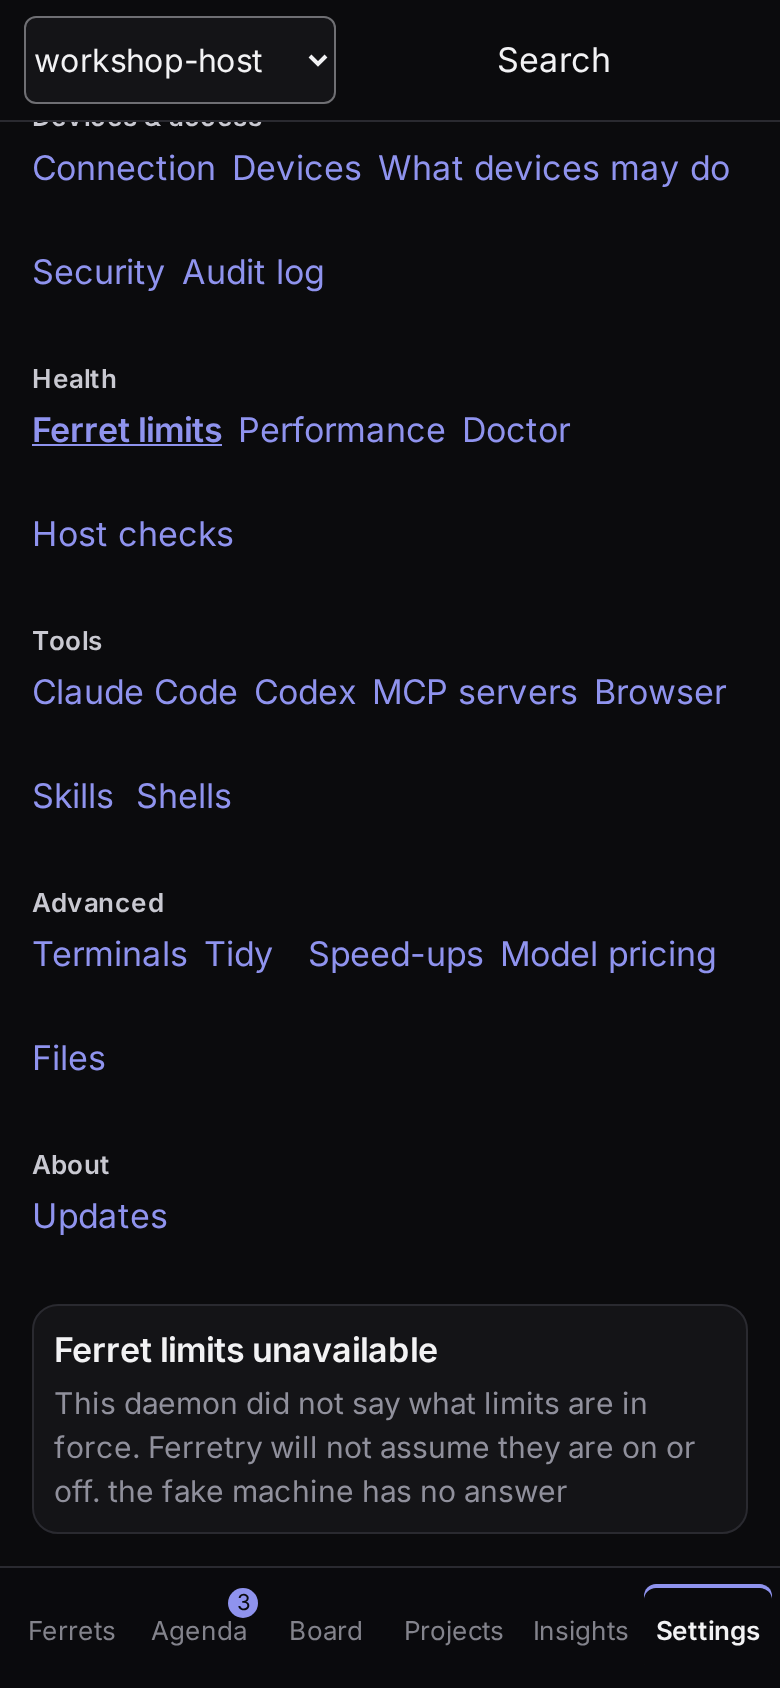 workshop-host
Search
Devices & access
Connection Devices What devices may do
Security Audit log
Health
Ferret limits Performance Doctor
Host checks
Tools
Claude Code Codex MCP servers Browser
Skills Shells
Advanced
Terminals Tidy Speed-ups Model pricing
Files
About
Updates
Ferret limits unavailable
This daemon did not say what limits are in
force. Ferretry will not assume they are on or
off. the fake machine has no answer
3
Ferrets Agenda Board Projects Insights Settings